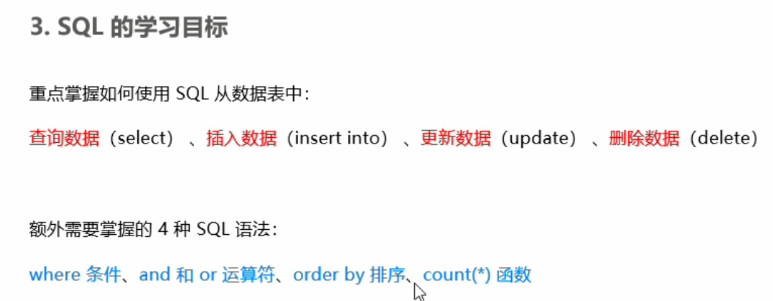 3. SQL 的学习目标
重点掌握如何使用 SQL 从数据表中：
查询数据（select） 、插入数据（insert into） 、更新数据（update） 、删除数据（delete）
额外需要掌握的 4 种 SQL 语法：
where 条件、and 和 or 运算符、order by 排序、count(*) 函数